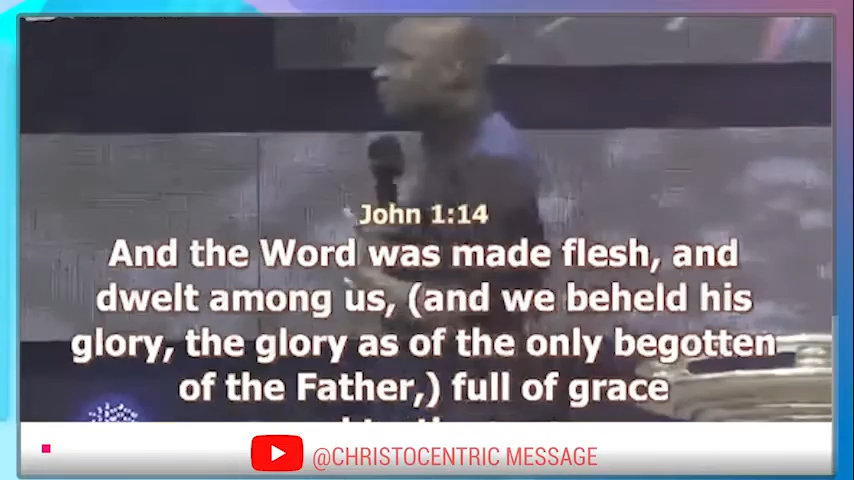 John 1:14
And the Word was made flesh, and
dwelt among us, (and we beheld his
glory, the glory as of the only begotten
of the Father,) full of grace
@CHRISTOCENTRIC MESSAGE